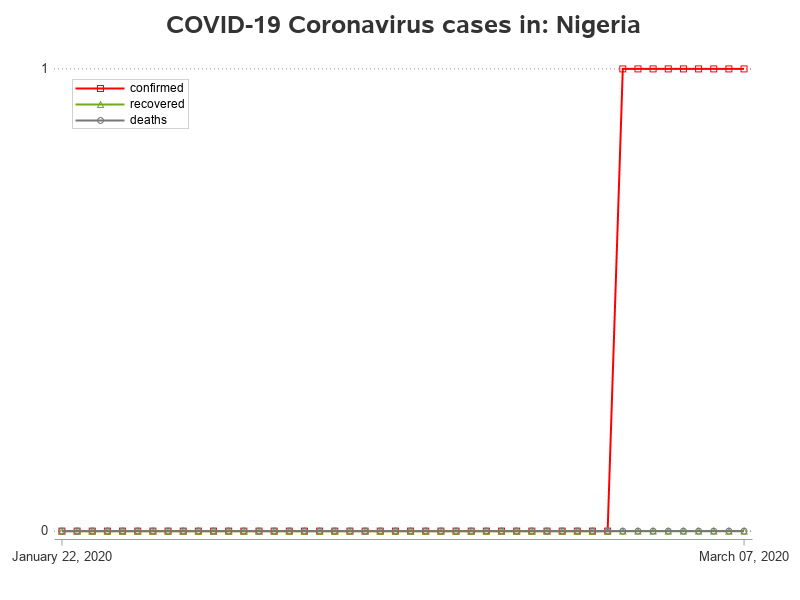 COVID-19 Coronavirus cases in: Nigeria
1
confirmed
recovered
deaths
0
January 22, 2020
March 07, 2020